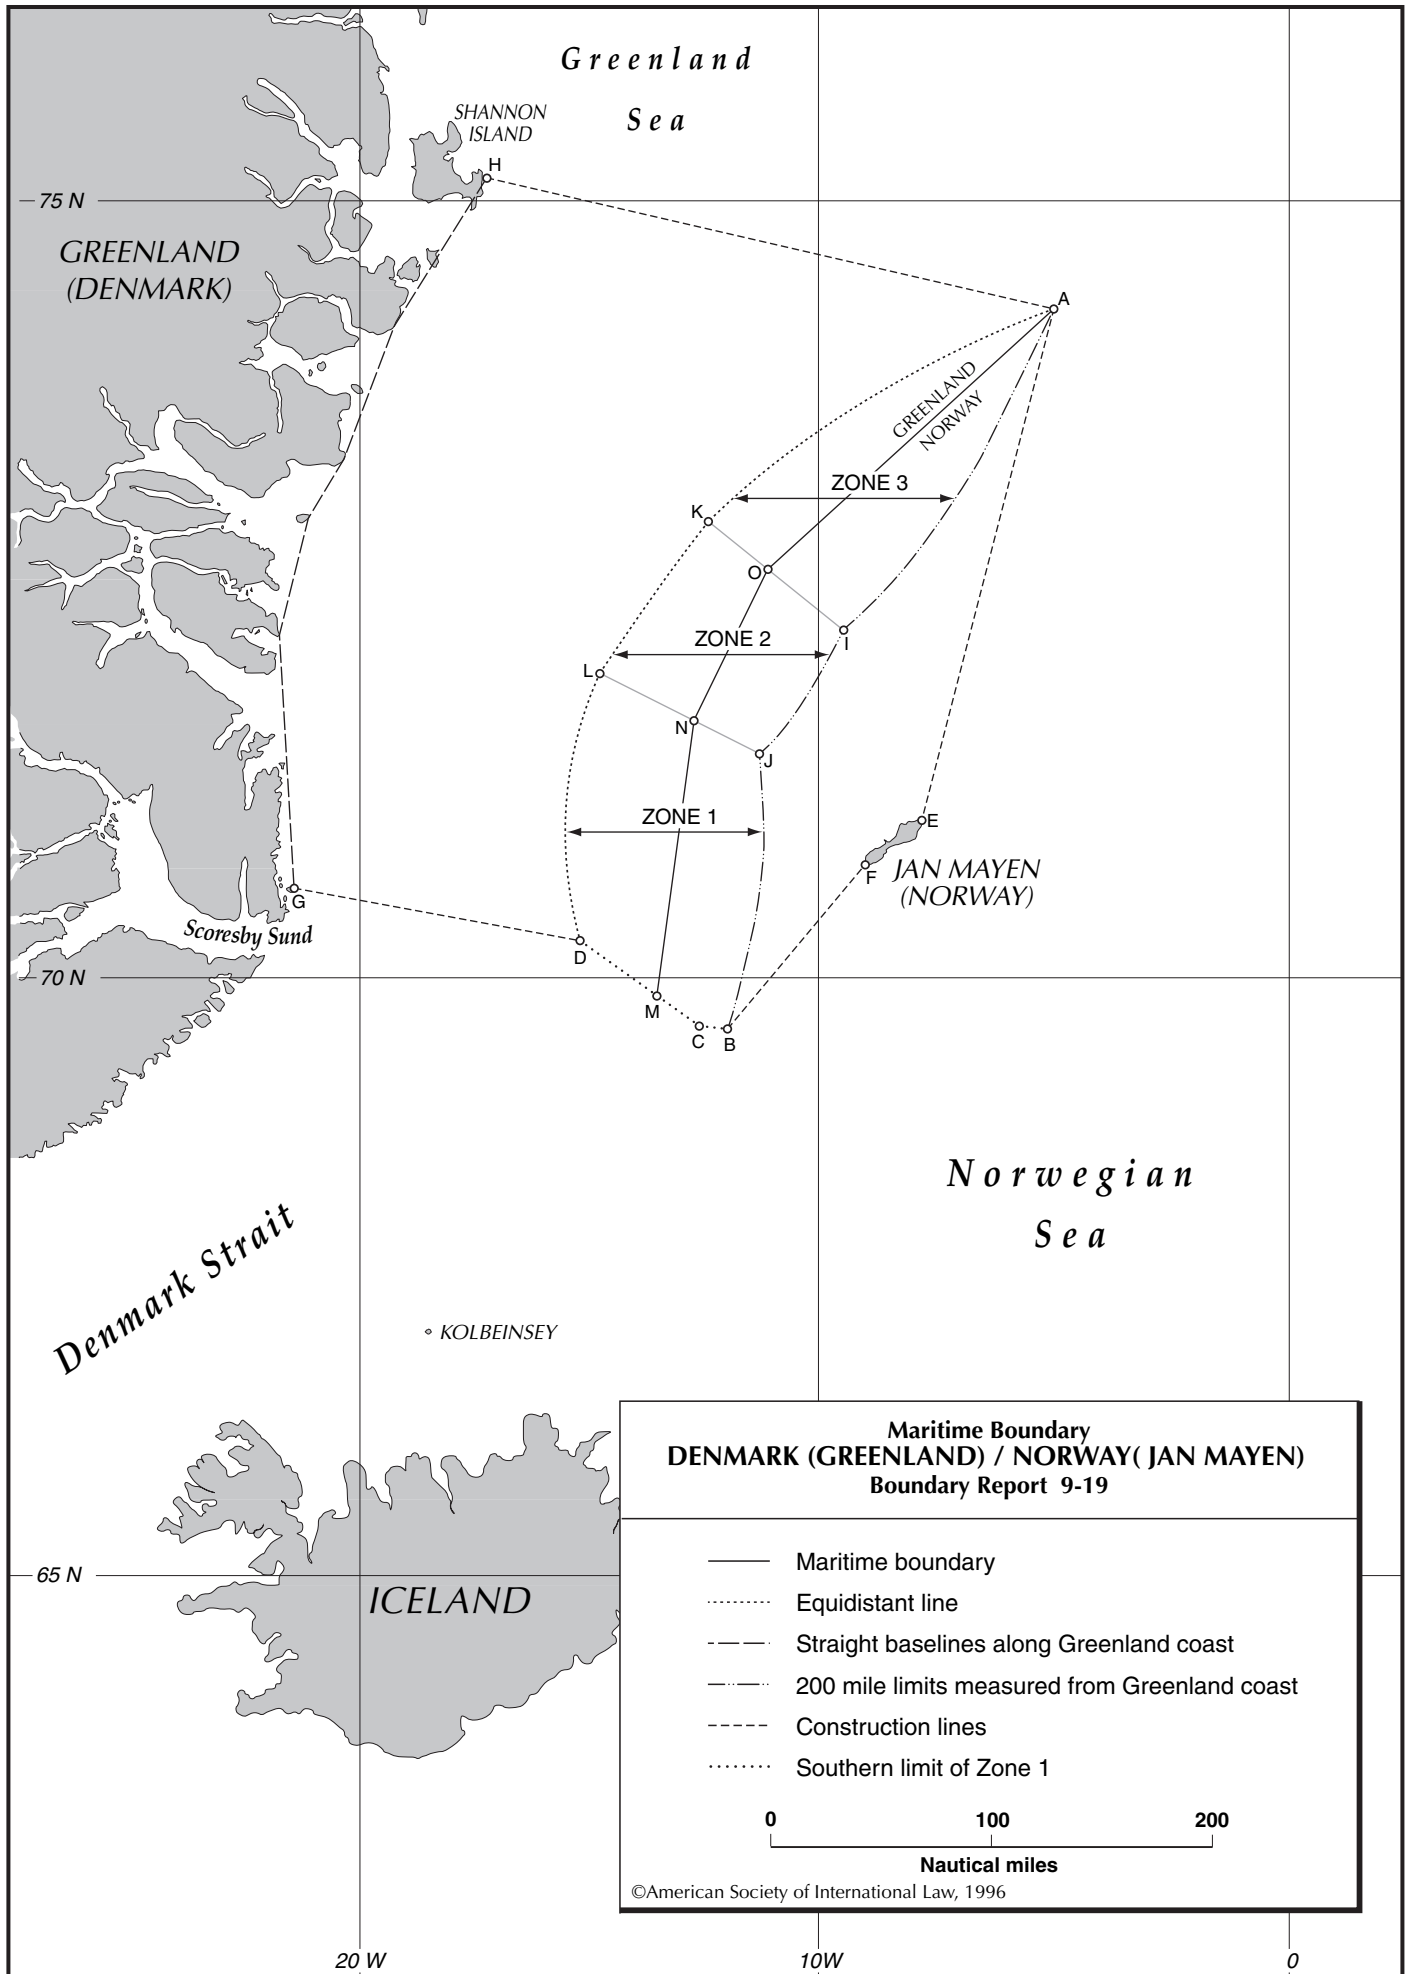 Greenland
Sea
SHANNON
ISLAND
H
75 N
GREENLAND
(DENMARK)
A
GREENLAND
NORWAY
ZONE 3
K
O
I
ZONE 2
L
N
J
ZONE 1
E
F
JAN MAYEN
(NORWAY)
G
Scoresby Sund
D
70 N
M
C
B
Norwegian
Sea
Denmark Strait
KOLBEINSEY
Maritime Boundary
DENMARK (GREENLAND) / NORWAY( JAN MAYEN)
Boundary Report 9-19
65 N
ICELAND
Maritime boundary
Equidistant line
Straight baselines along Greenland coast
200 mile limits measured from Greenland coast
Construction lines
Southern limit of Zone 1
0 100 200
Nautical miles
©American Society of International Law, 1996
20 W 10W 0